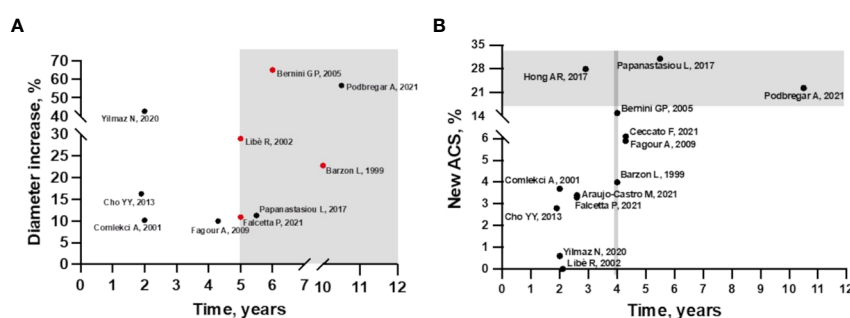 A
Diameter increase, %
70
60
50
40
30
25
20
15
10
5
0
Bernini GP, 2005
Podbregar A, 2021
Yilmaz N, 2020
Libè R, 2002
Barzon L, 1999
Cho YY, 2013
Papanastasiou L, 2017
Comlekci A, 2001
Fagour A, 2009
Falcetta P, 2021
0 1 2 3 4 5 6 7 10 11 12
Time, years
B
New ACS, %
35
28
21
14
6
5
4
3
2
1
0
Papanastasiou L, 2017
Hong AR, 2017
Podbregar A, 2021
Bernini GP, 2005
Ceccato F, 2021
Fagour A, 2009
Barzon L, 1999
Comlekci A, 2001
Araujo-Castro M, 2021
Falcetta P, 2021
Cho YY, 2013
Yilmaz N, 2020
Libè R, 2002
0 1 2 3 4 5 6 7 8 9 10 11 12
Time, years